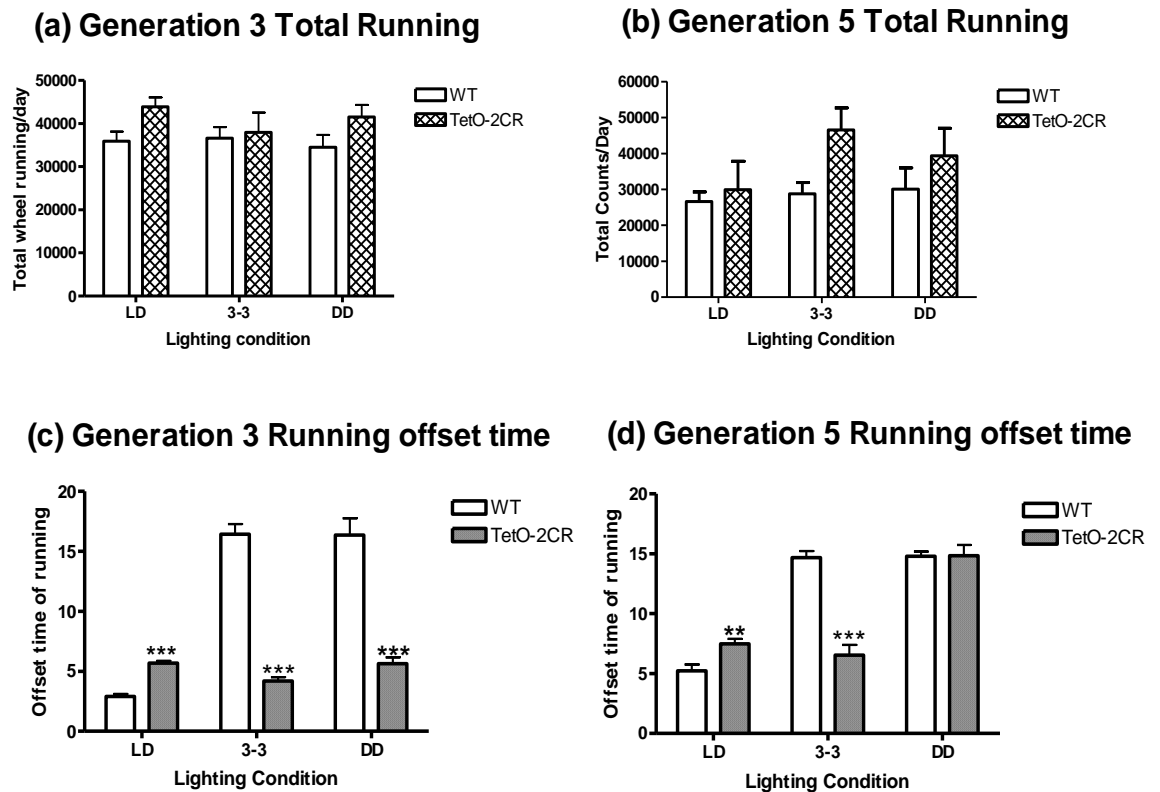 (a) Generation 3 Total Running
50000
40000
30000
20000
10000
0
Total wheel running/day
LD 3-3 DD
Lighting condition
WT
TetO-2CR
(b) Generation 5 Total Running
60000
50000
40000
30000
20000
10000
0
Total Counts/Day
LD 3-3 DD
Lighting Condition
WT
TetO-2CR
(c) Generation 3 Running offset time
20
15
10
5
0
Offset time of running
*** *** ***
LD 3-3 DD
Lighting Condition
WT
TetO-2CR
(d) Generation 5 Running offset time
20
15
10
5
0
Offset time of running
** ***
LD 3-3 DD
Lighting Condition
WT
TetO-2CR